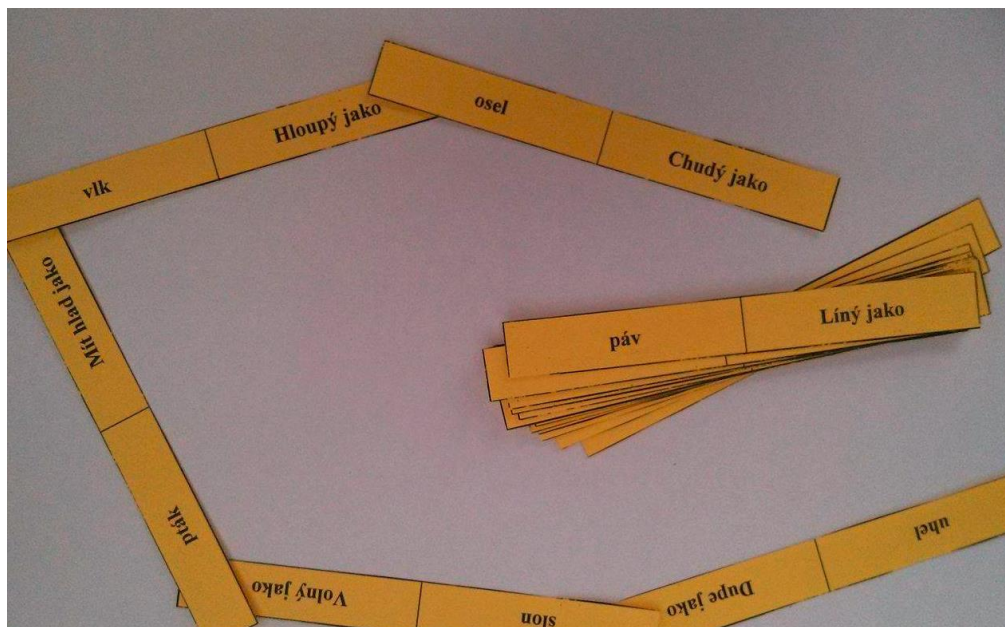 osel
Chudý jako
Hloupý jako
vlk
Mít hlad jako
pták
Volný jako
slon
Dupe jako
uhel
páv
Líný jako